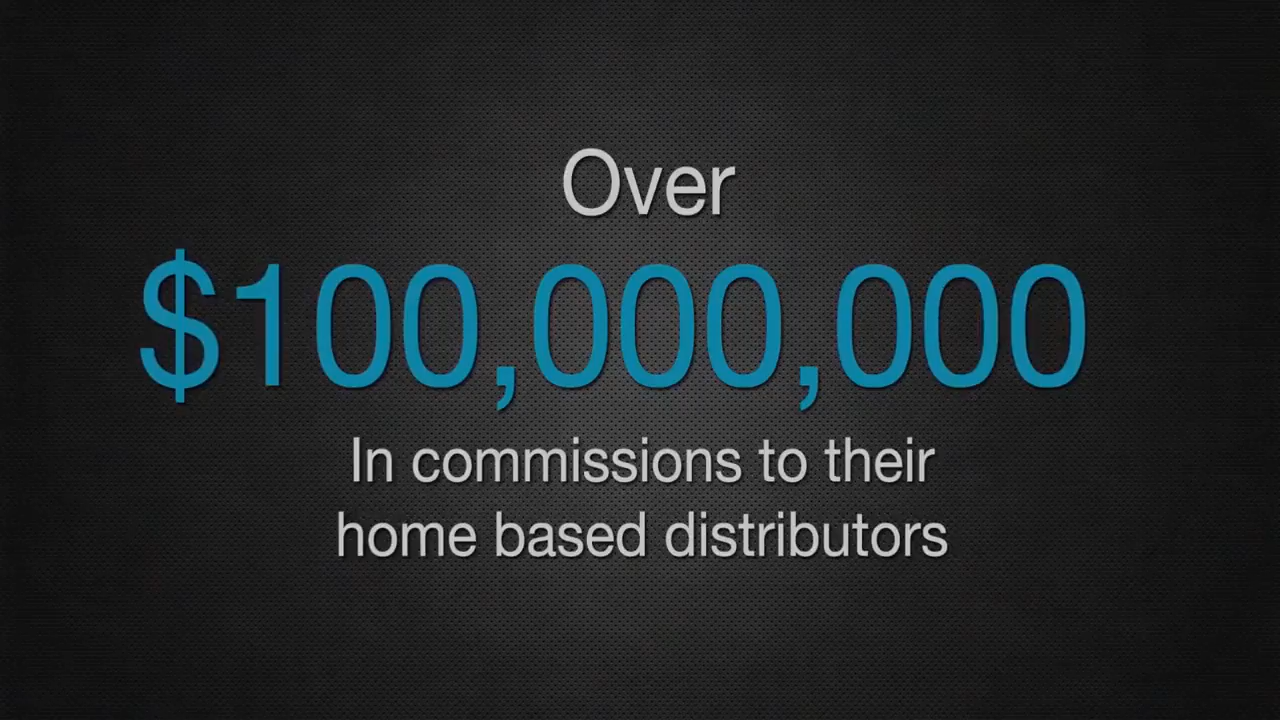 Over
$100,000,000
In commissions to their
home based distributors